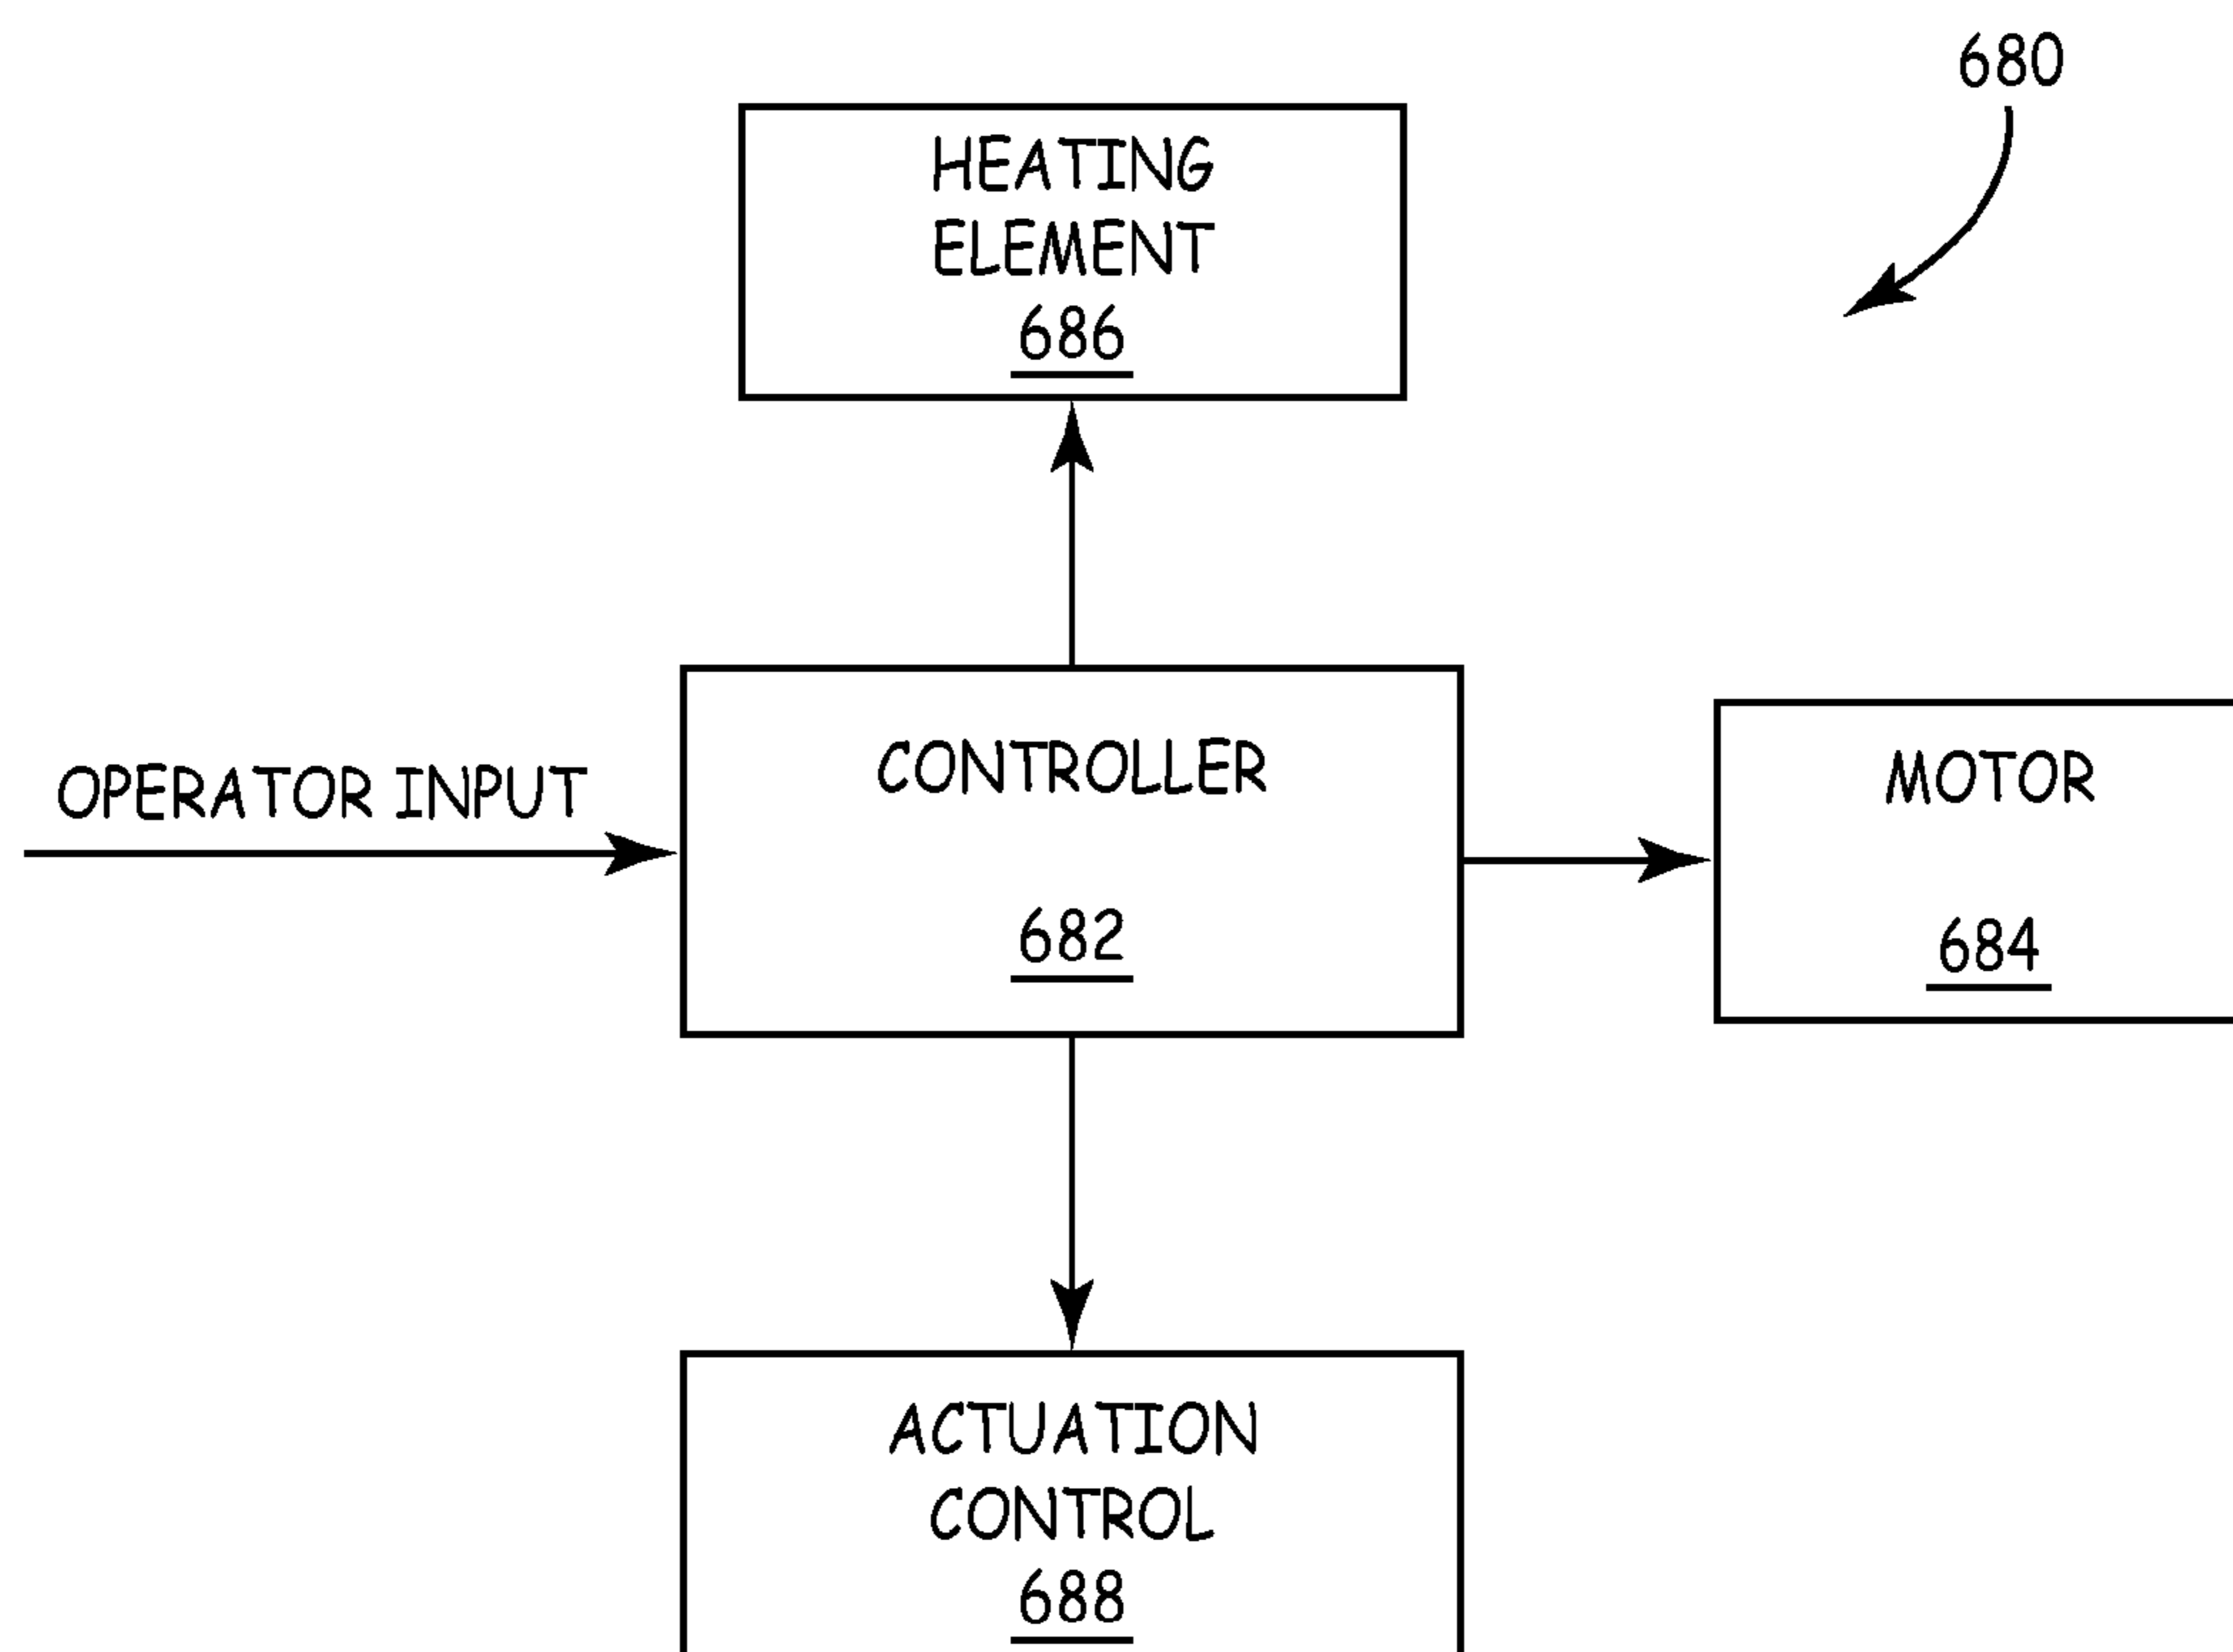 680
HEATING
ELEMENT
686
OPERATOR INPUT
CONTROLLER
682
MOTOR
684
ACTUATION
CONTROL
688